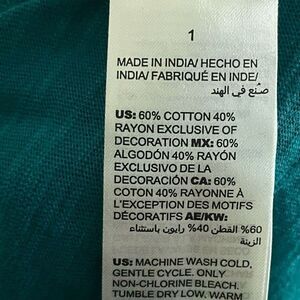 1
MADE IN INDIA/ HECHO EN
INDIA/ FABRIQUÉ EN INDE/
صنع في الهند
US: 60% COTTON 40%
RAYON EXCLUSIVE OF
DECORATION MX: 60%
ALGODÓN 40% RAYÓN
EXCLUSIVO DE LA
DECORACIÓN CA: 60%
COTON 40% RAYONNE À
L'EXCEPTION DES MOTIFS
DÉCORATIFS AE/KW:
60% القطن 40% رايون باستثناء
الزينة
US: MACHINE WASH COLD,
GENTLE CYCLE. ONLY
NON-CHLORINE BLEACH.
TUMBLE DRY LOW, WARM